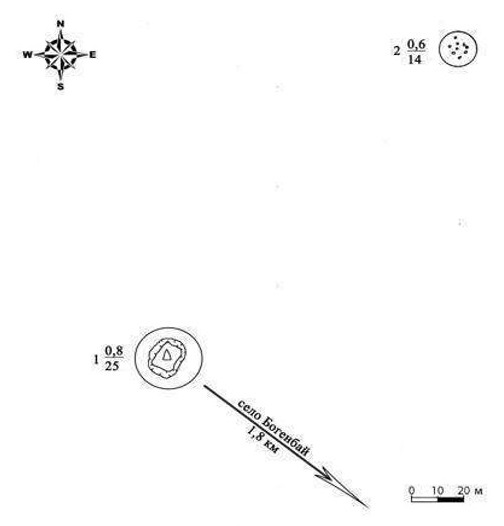 N
W E
S
2 0,6
14
1 0,8
25
село Богенбай
1,8 км
0 10 20 м